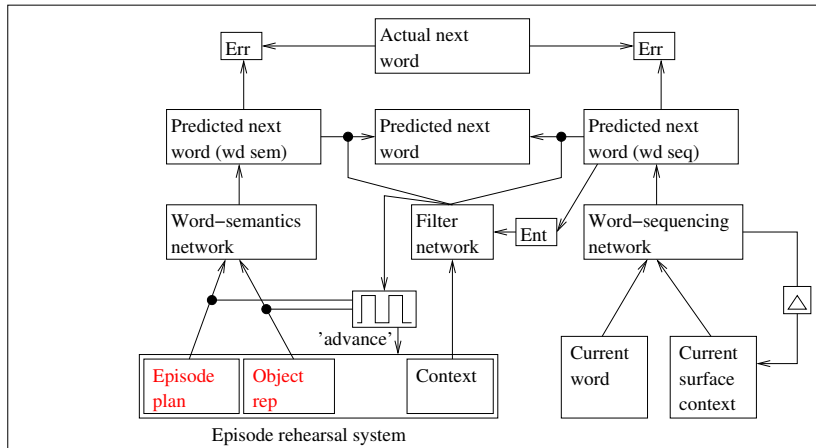 Err
Actual next
word
Err
Predicted next
word (wd sem)
Predicted next
word
Predicted next
word (wd seq)
Word−semantics
network
Filter
network
Ent
Word−sequencing
network
'advance'
Episode
plan
Object
rep
Context
Current
word
Current
surface
context
Episode rehearsal system